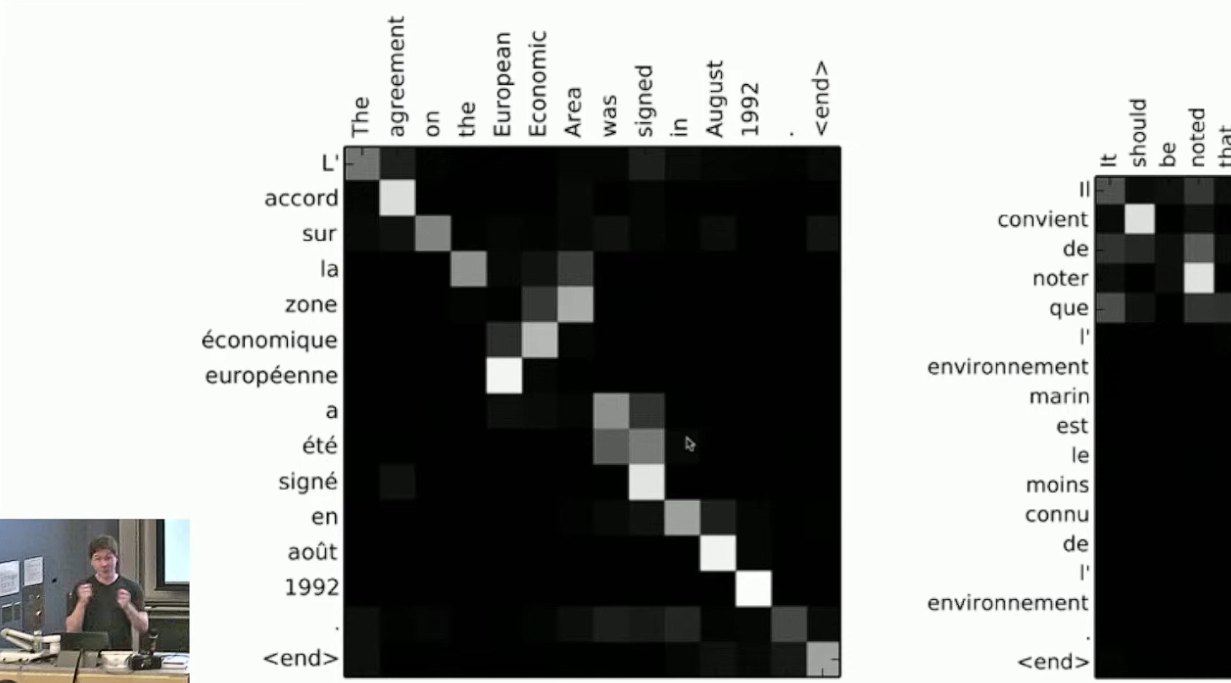 The
agreement
on
the
European
Economic
Area
was
signed
in
August
1992
.
<end>
L'
accord
sur
la
zone
économique
européenne
a
été
signé
en
août
1992
.
<end>
It
should
be
noted
that
Il
convient
de
noter
que
l'
environnement
marin
est
le
moins
connu
de
l'
environnement
.
<end>